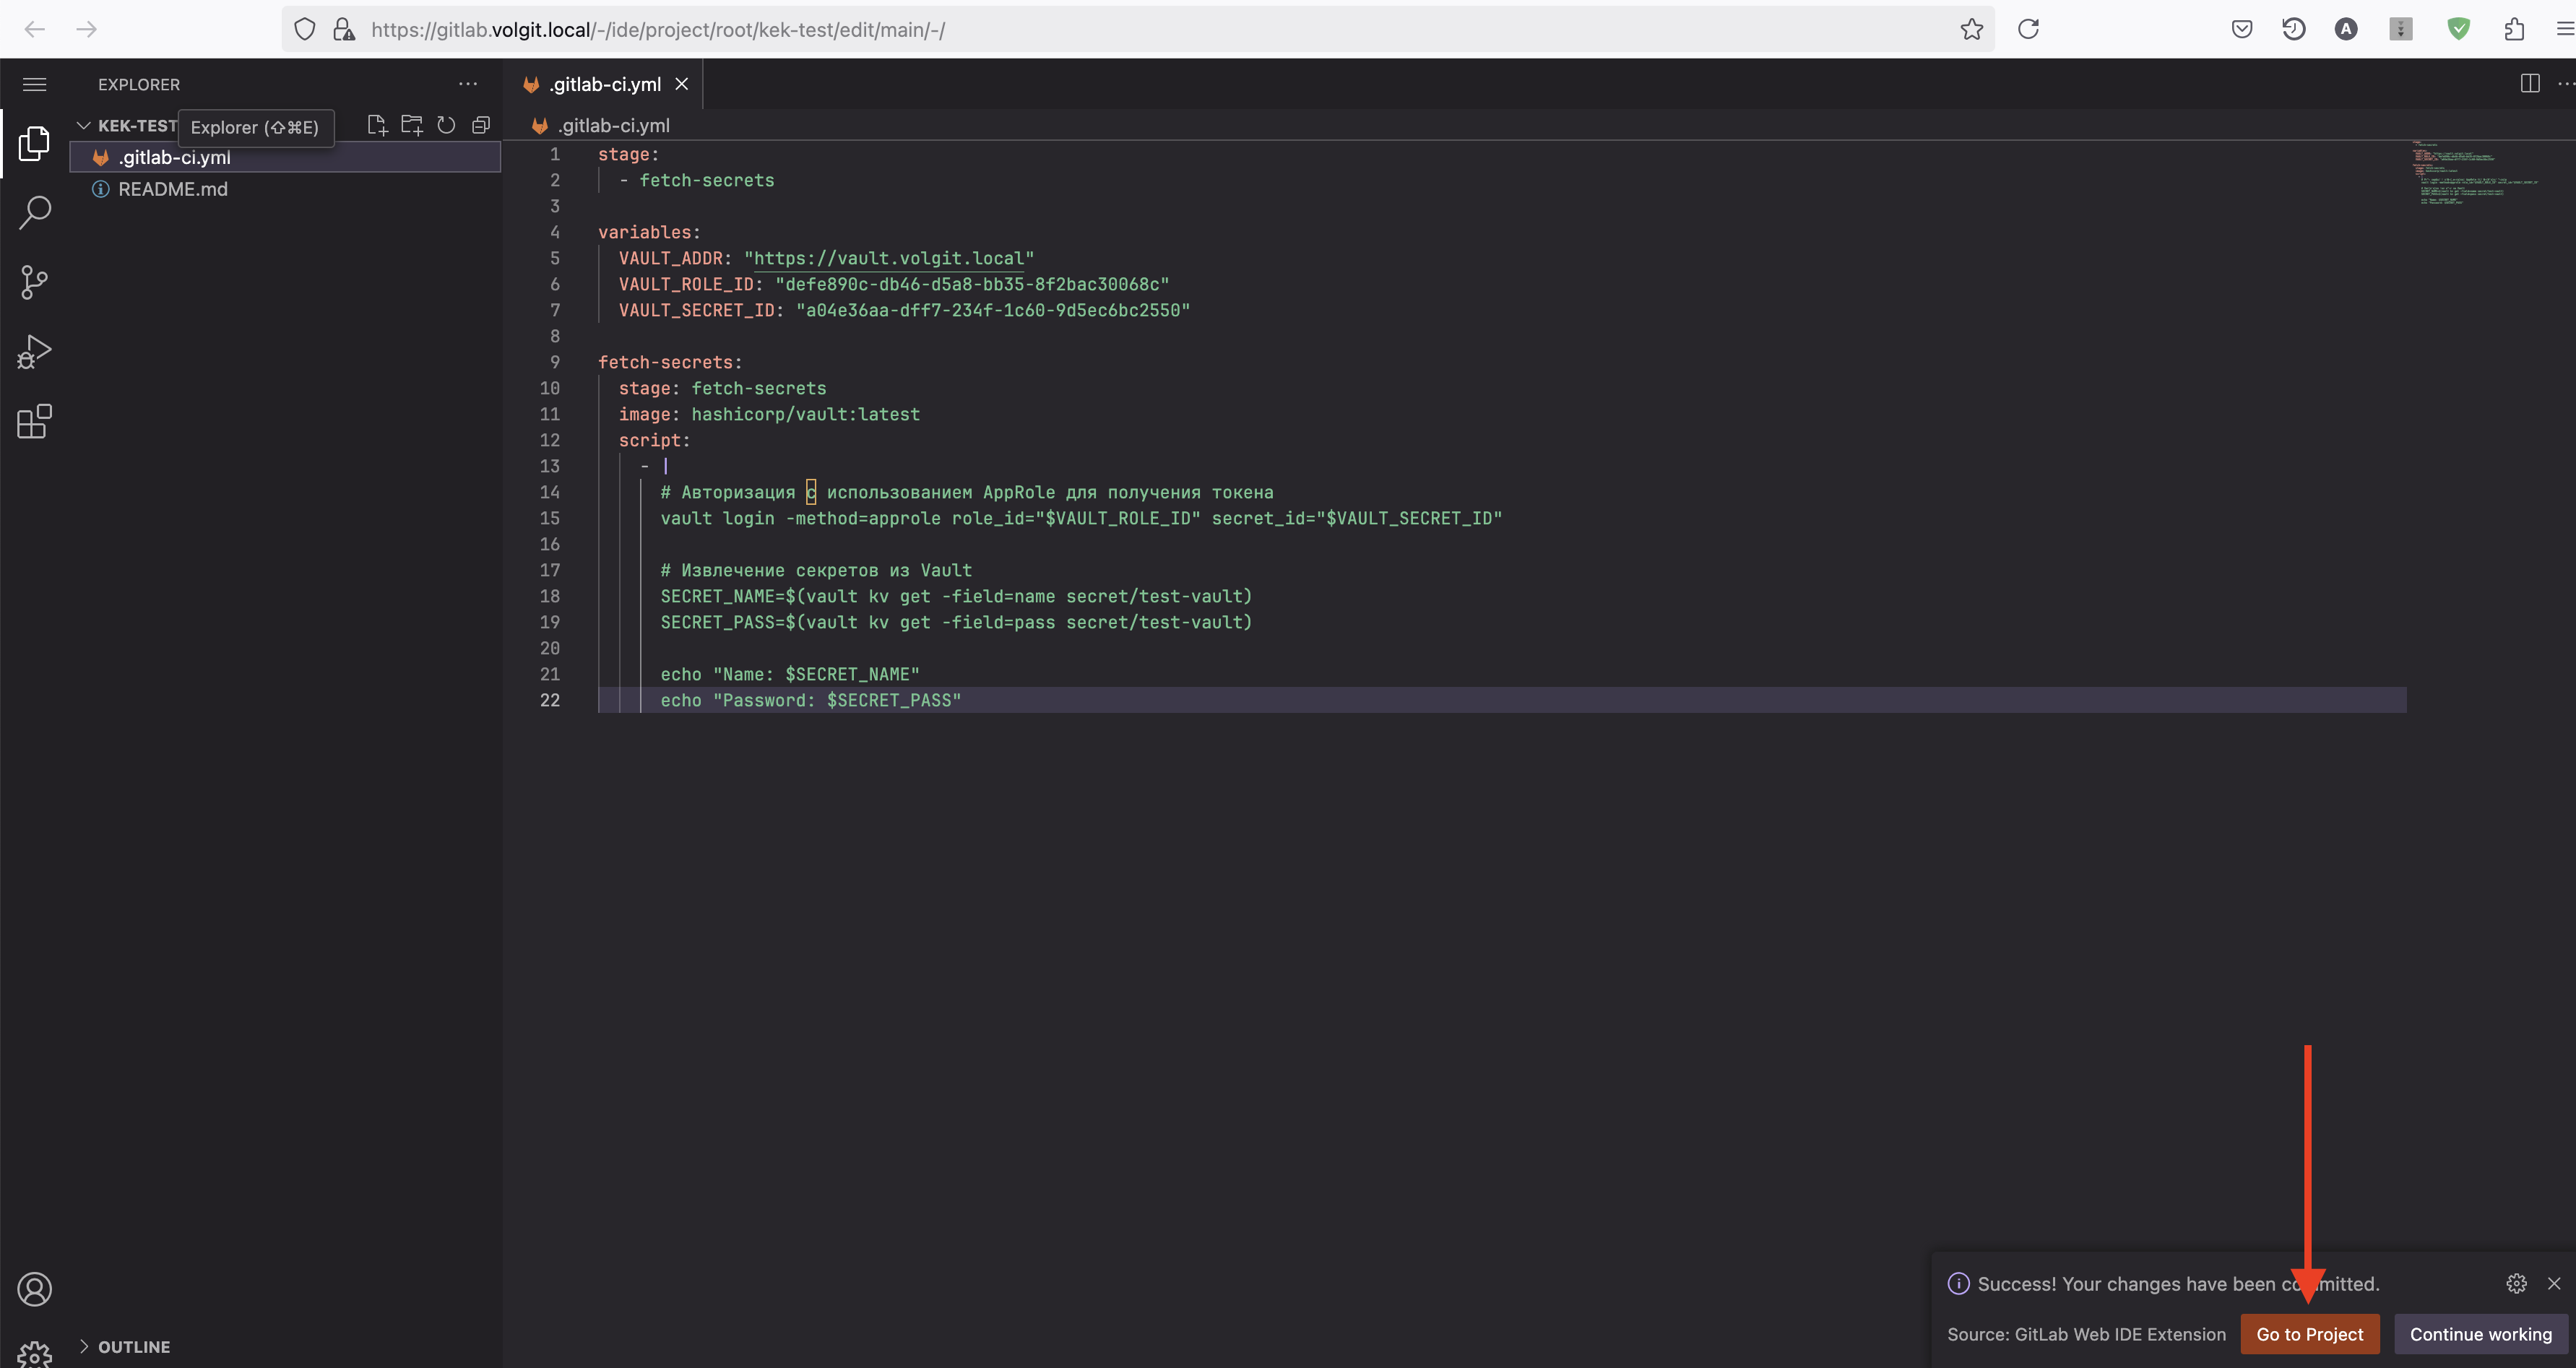 https://gitlab.volgit.local/-/ide/project/root/kek-test/edit/main/-/
EXPLORER
.gitlab-ci.yml
KEK-TEST
Explorer (⇧⌘E)
.gitlab-ci.yml
.gitlab-ci.yml
README.md
1 stage:
2 - fetch-secrets
3
4 variables:
5 VAULT_ADDR: "https://vault.volgit.local"
6 VAULT_ROLE_ID: "defe890c-db46-d5a8-bb35-8f2bac30068c"
7 VAULT_SECRET_ID: "a04e36aa-dff7-234f-1c60-9d5ec6bc2550"
8
9 fetch-secrets:
10 stage: fetch-secrets
11 image: hashicorp/vault:latest
12 script:
13 - |
14 # Авторизация с использованием AppRole для получения токена
15 vault login -method=approle role_id="$VAULT_ROLE_ID" secret_id="$VAULT_SECRET_ID"
16
17 # Извлечение секретов из Vault
18 SECRET_NAME=$(vault kv get -field=name secret/test-vault)
19 SECRET_PASS=$(vault kv get -field=pass secret/test-vault)
20
21 echo "Name: $SECRET_NAME"
22 echo "Password: $SECRET_PASS"
Success! Your changes have been committed.
Source: GitLab Web IDE Extension
Go to Project
Continue working
OUTLINE